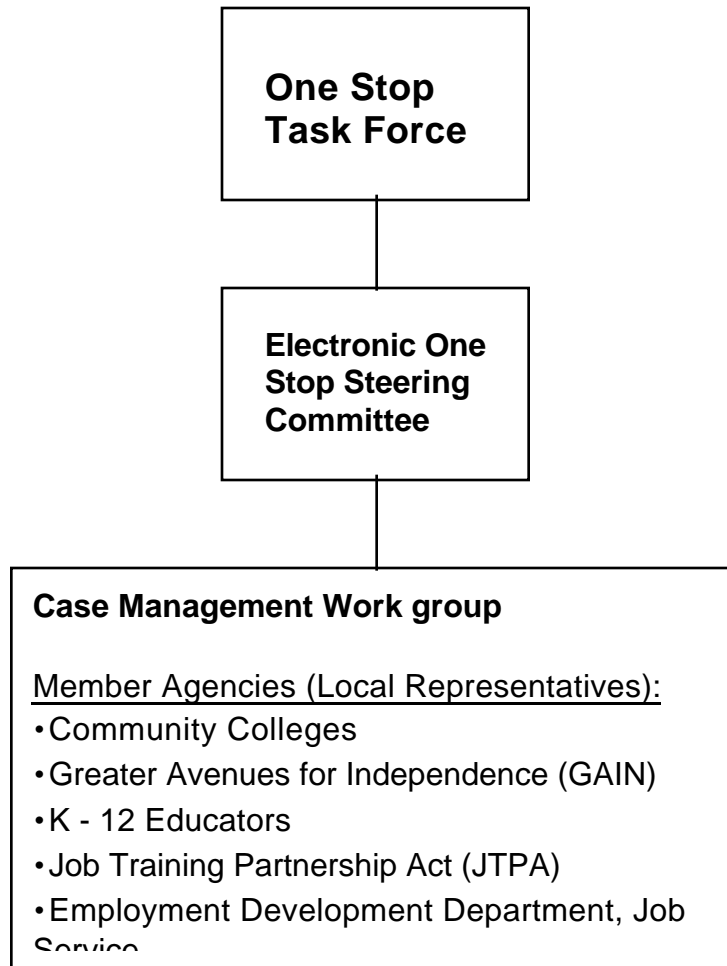 One Stop
Task Force
Electronic One
Stop Steering
Committee
Case Management Work group
Member Agencies (Local Representatives):
•Community Colleges
•Greater Avenues for Independence (GAIN)
•K - 12 Educators
•Job Training Partnership Act (JTPA)
•Employment Development Department, Job
Service